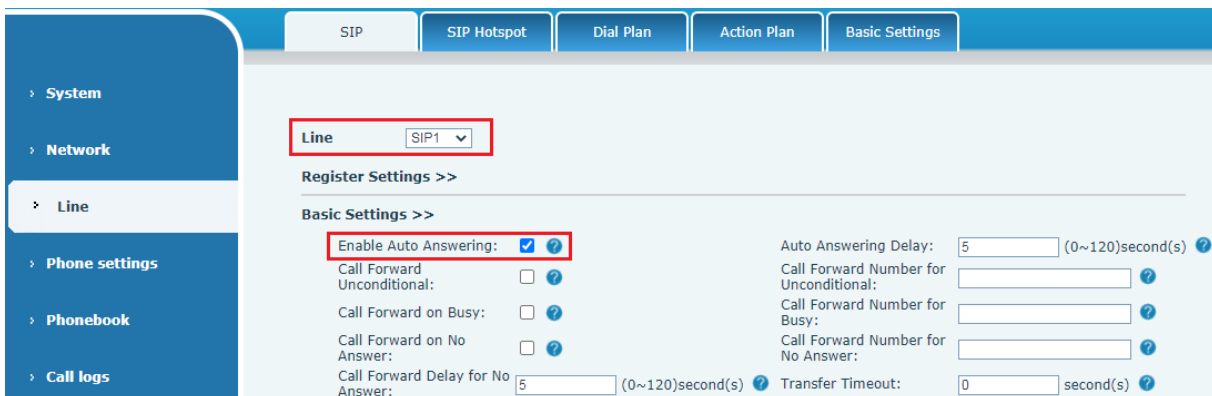 SIP
SIP Hotspot
Dial Plan
Action Plan
Basic Settings
› System
› Network
Line
› Phone settings
› Phonebook
› Call logs
Line SIP1
Register Settings >>
Basic Settings >>
Enable Auto Answering: ?
Auto Answering Delay: 5 (0~120)second(s) ?
Call Forward
Unconditional: ?
Call Forward Number for
Unconditional: ?
Call Forward on Busy: ?
Call Forward Number for
Busy: ?
Call Forward on No
Answer: ?
Call Forward Number for
No Answer: ?
Call Forward Delay for No
Answer: 5 (0~120)second(s) ?
Transfer Timeout: 0 second(s) ?